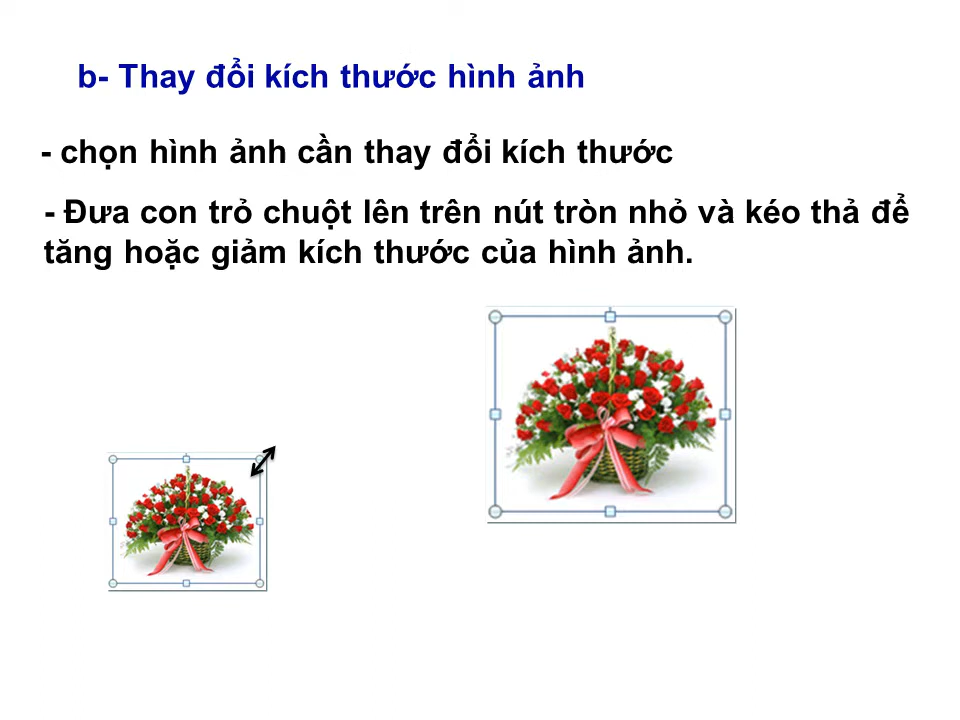 b- Thay đổi kích thước hình ảnh
- chọn hình ảnh cần thay đổi kích thước
- Đưa con trỏ chuột lên trên nút tròn nhỏ và kéo thả để
tăng hoặc giảm kích thước của hình ảnh.